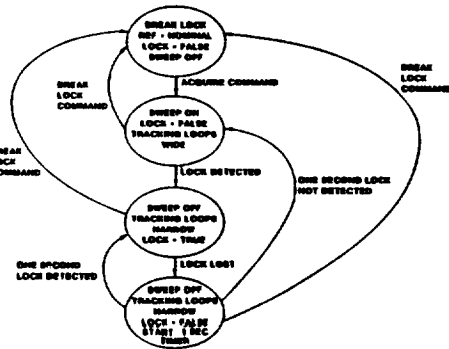 BREAK LOCK
REF - NOMINAL
LOCK - FALSE
SWEEP OFF
ACQUIRE COMMAND
BREAK
LOCK
COMMAND
BREAK
LOCK
COMMAND
SWEEP ON
LOCK - FALSE
TRACKING LOOPS
WIDE
LOCK DETECTED
ONE SECOND LOCK
NOT DETECTED
BREAK
LOCK
COMMAND
SWEEP OFF
TRACKING LOOPS
NARROW
LOCK - TRUE
ONE SECOND
LOCK DETECTED
LOCK LOST
SWEEP OFF
TRACKING LOOPS
NARROW
LOCK - FALSE
START 1 SEC
TIMER